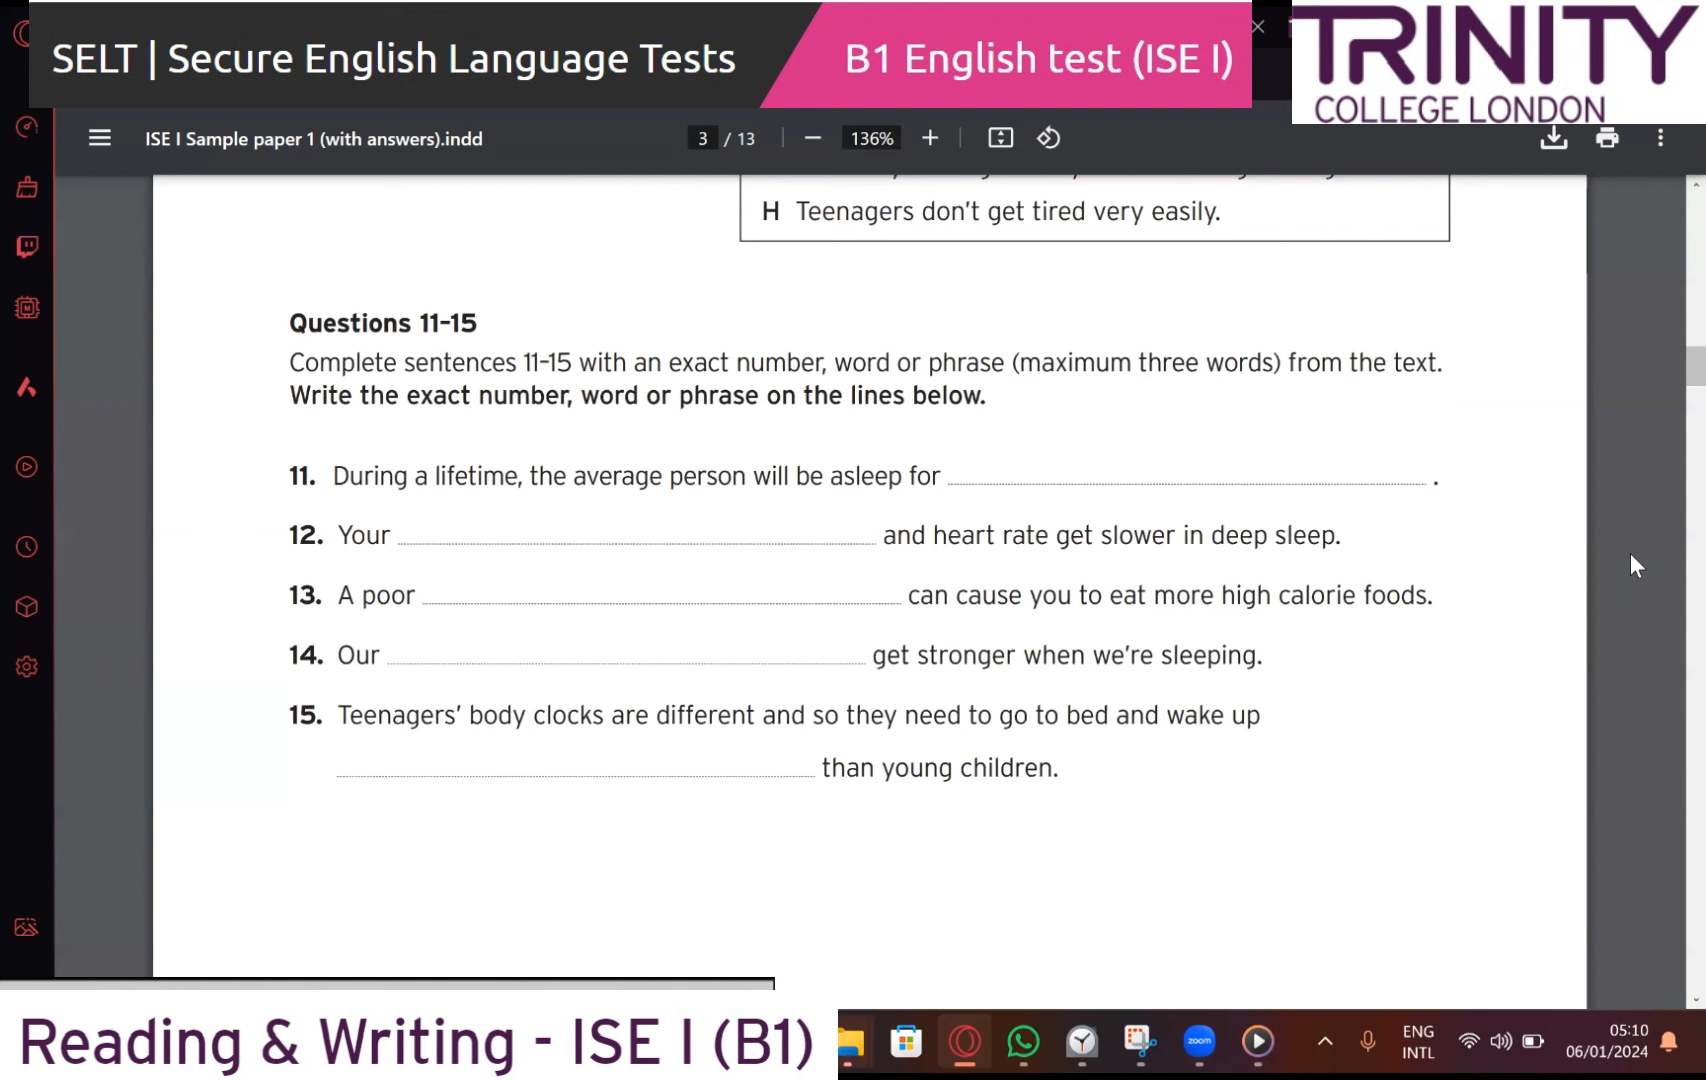 SELT | Secure English Language Tests
B1 English test (ISE I)
TRINITY
COLLEGE LONDON
ISE I Sample paper 1 (with answers).indd
3 / 13
136%
H Teenagers don't get tired very easily.
Questions 11–15
Complete sentences 11–15 with an exact number, word or phrase (maximum three words) from the text.
Write the exact number, word or phrase on the lines below.
11. During a lifetime, the average person will be asleep for .
12. Your and heart rate get slower in deep sleep.
13. A poor can cause you to eat more high calorie foods.
14. Our get stronger when we're sleeping.
15. Teenagers' body clocks are different and so they need to go to bed and wake up
than young children.
Reading & Writing - ISE I (B1)
zoom
ENG
INTL
05:10
06/01/2024